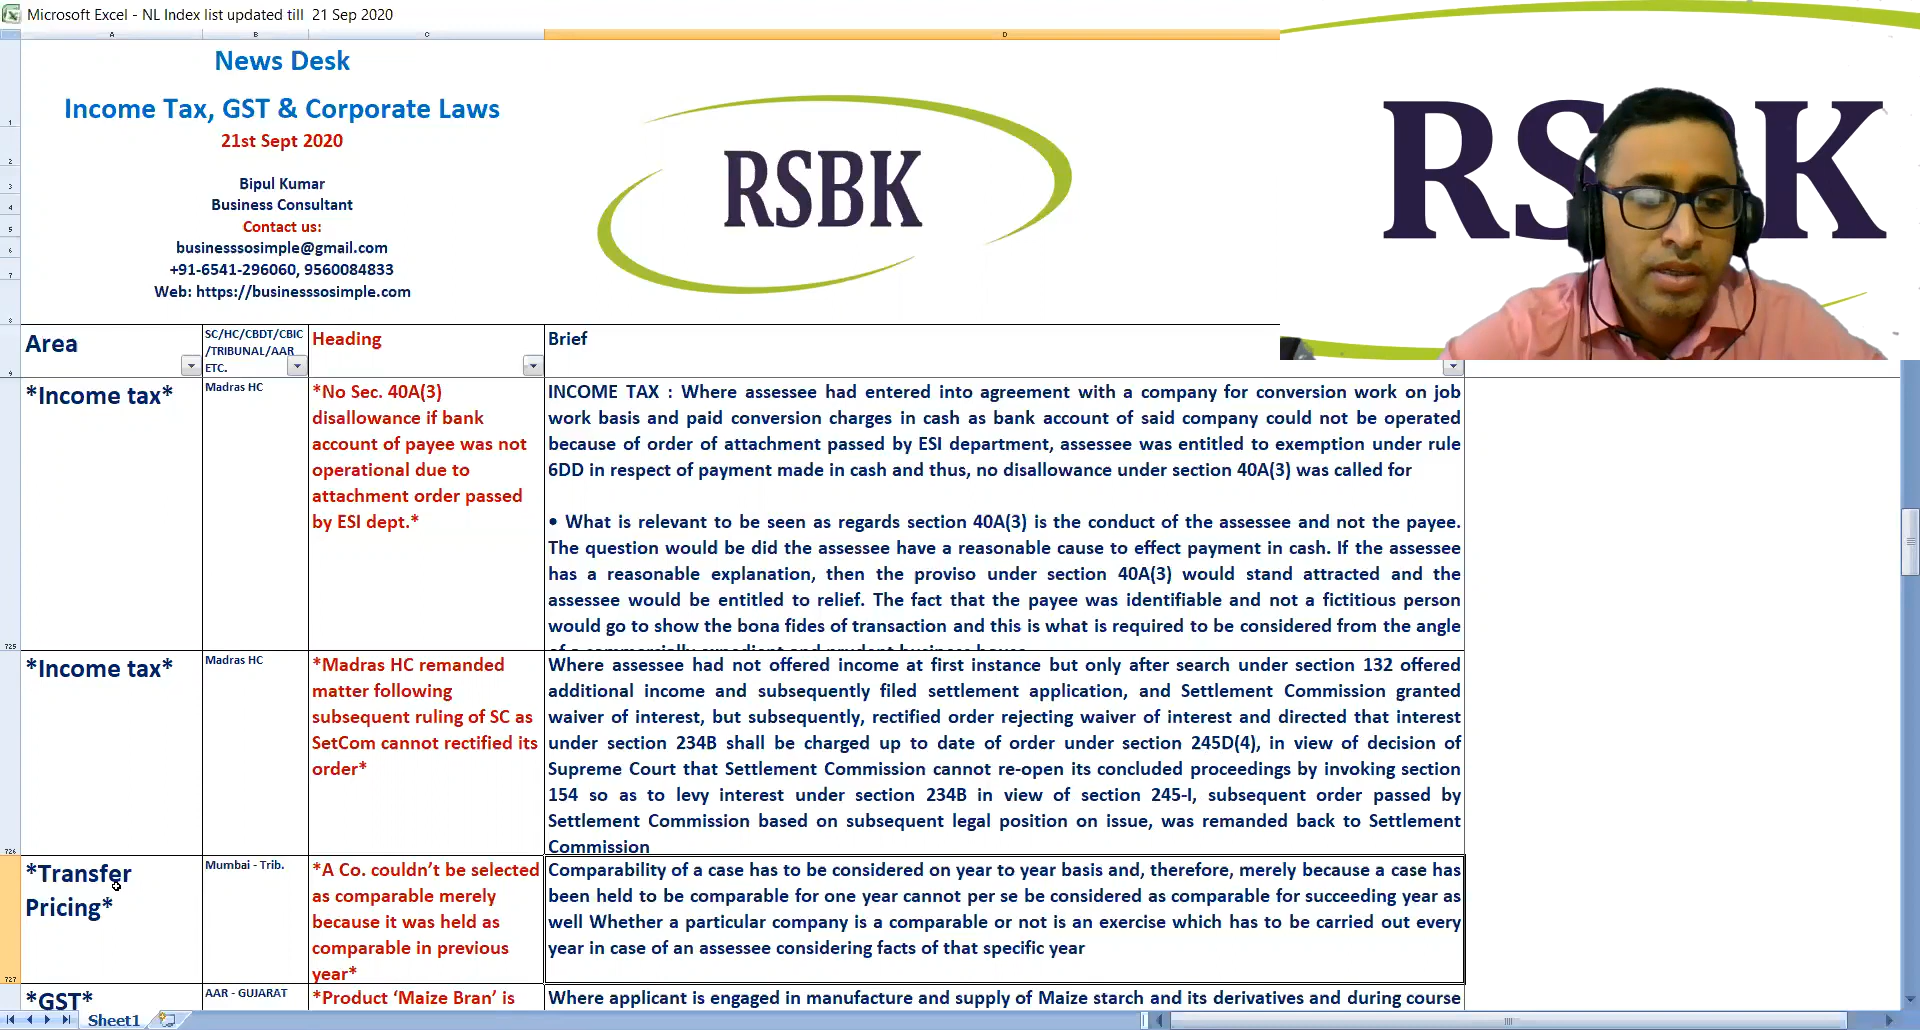 Microsoft Excel - NL Index list updated till 21 Sep 2020
A
B
C
D
News Desk
Income Tax, GST & Corporate Laws
21st Sept 2020
Bipul Kumar
Business Consultant
Contact us:
businesssosimple@gmail.com
+91-6541-296060, 9560084833
Web: https://businesssosimple.com
RSBK
RS K
1
2
3
4
5
6
7
8
9
Area
SC/HC/CBDT/CBIC
/TRIBUNAL/AAR
ETC.
Heading
Brief
*Income tax*
Madras HC
*No Sec. 40A(3)
disallowance if bank
account of payee was not
operational due to
attachment order passed
by ESI dept.*
INCOME TAX : Where assessee had entered into agreement with a company for conversion work on job
work basis and paid conversion charges in cash as bank account of said company could not be operated
because of order of attachment passed by ESI department, assessee was entitled to exemption under rule
6DD in respect of payment made in cash and thus, no disallowance under section 40A(3) was called for
• What is relevant to be seen as regards section 40A(3) is the conduct of the assessee and not the payee.
The question would be did the assessee have a reasonable cause to effect payment in cash. If the assessee
has a reasonable explanation, then the proviso under section 40A(3) would stand attracted and the
assessee would be entitled to relief. The fact that the payee was identifiable and not a fictitious person
would go to show the bona fides of transaction and this is what is required to be considered from the angle
725
*Income tax*
Madras HC
*Madras HC remanded
matter following
subsequent ruling of SC as
SetCom cannot rectified its
order*
Where assessee had not offered income at first instance but only after search under section 132 offered
additional income and subsequently filed settlement application, and Settlement Commission granted
waiver of interest, but subsequently, rectified order rejecting waiver of interest and directed that interest
under section 234B shall be charged up to date of order under section 245D(4), in view of decision of
Supreme Court that Settlement Commission cannot re-open its concluded proceedings by invoking section
154 so as to levy interest under section 234B in view of section 245-I, subsequent order passed by
Settlement Commission based on subsequent legal position on issue, was remanded back to Settlement
Commission
726
*Transfer
Pricing*
Mumbai - Trib.
*A Co. couldn't be selected
as comparable merely
because it was held as
comparable in previous
year*
Comparability of a case has to be considered on year to year basis and, therefore, merely because a case has
been held to be comparable for one year cannot per se be considered as comparable for succeeding year as
well Whether a particular company is a comparable or not is an exercise which has to be carried out every
year in case of an assessee considering facts of that specific year
727
*GST*
AAR - GUJARAT
*Product ‘Maize Bran’ is
Where applicant is engaged in manufacture and supply of Maize starch and its derivatives and during course
Sheet1